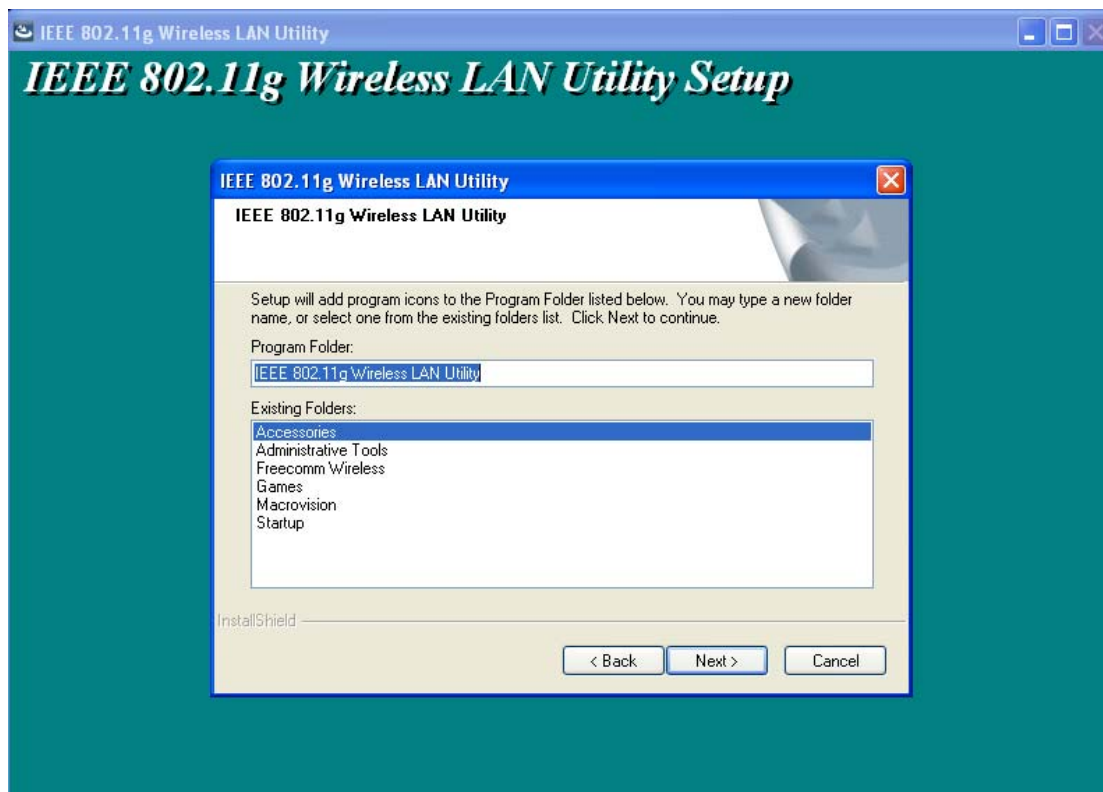 IEEE 802.11g Wireless LAN Utility
IEEE 802.11g Wireless LAN Utility Setup
IEEE 802.11g Wireless LAN Utility
IEEE 802.11g Wireless LAN Utility
Setup will add program icons to the Program Folder listed below. You may type a new folder
name, or select one from the existing folders list. Click Next to continue.
Program Folder:
IEEE 802.11g Wireless LAN Utility
Existing Folders:
Accessories
Administrative Tools
Freecomm Wireless
Games
Macrovision
Startup
InstallShield
< Back Next > Cancel